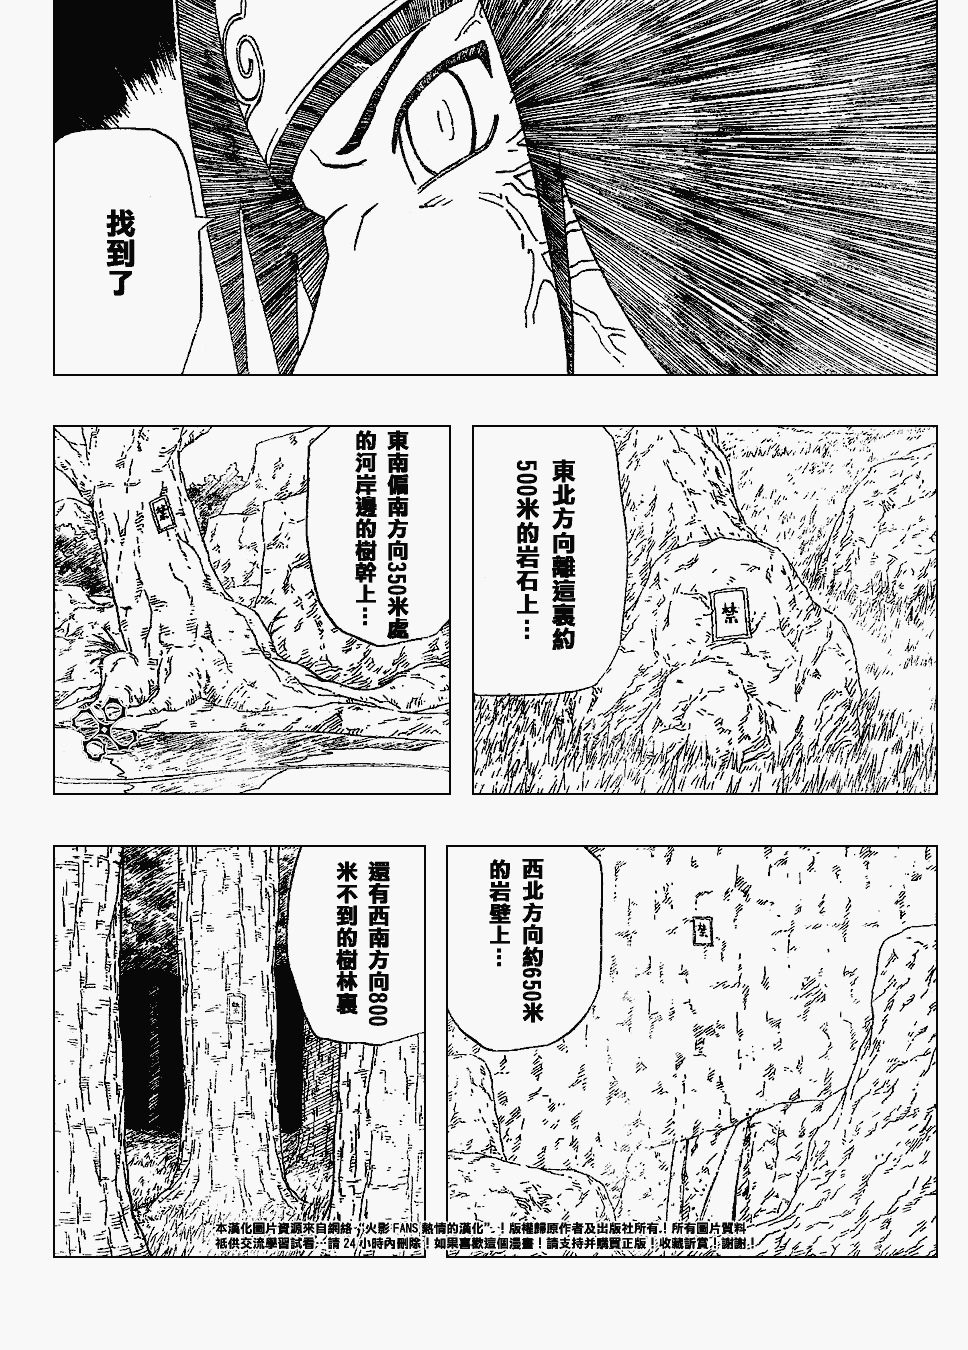 找到了
東北方向離這裏約
500米的岩石上…
禁
東南偏南方向350米處
的河岸邊的樹幹上…
禁
西北方向約650米
的岩壁上…
禁
還有西南方向800
米不到的樹林裏
禁
本漢化圖片資源來自網絡“火影FANS熱情的漢化”！版權歸原作者及出版社所有！所有圖片資料
祗供交流學習試看…請24小時內刪除！如果喜歡這個漫畫！請支持并購買正版！收藏訢賞！謝謝！